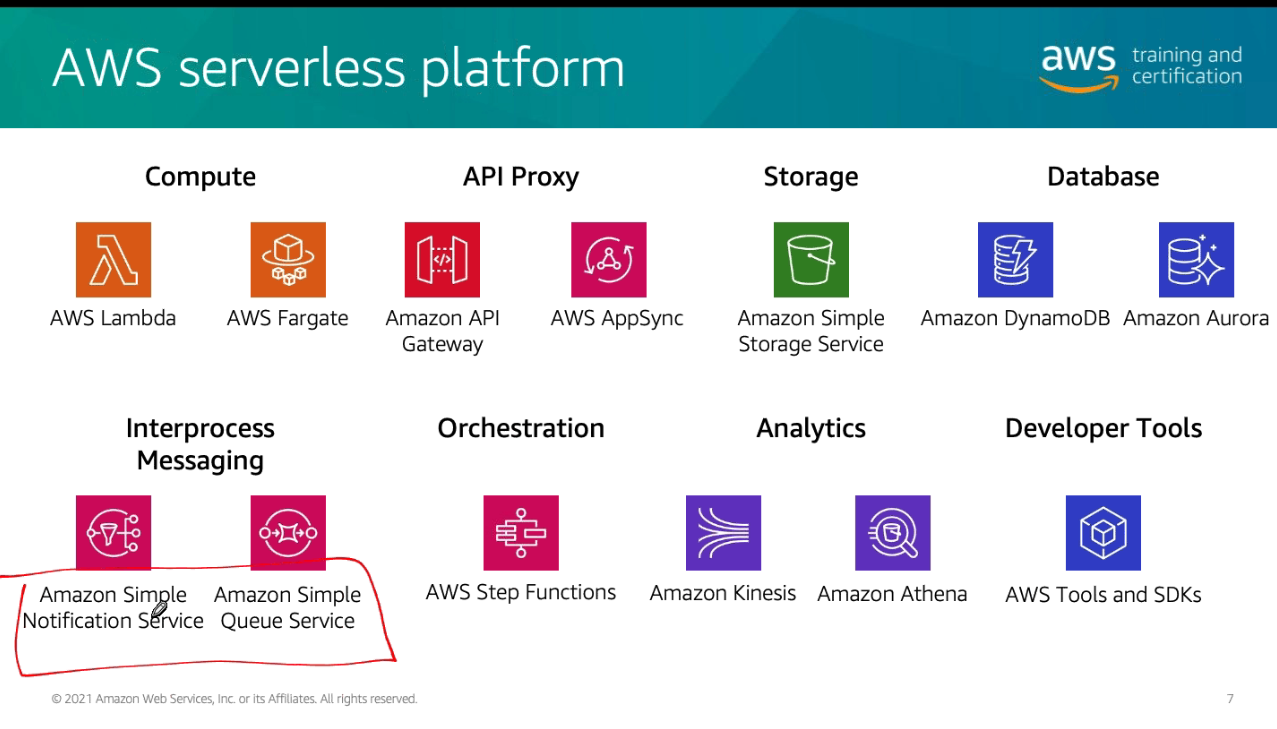 AWS serverless platform
aws training and
certification
Compute
API Proxy
Storage
Database
AWS Lambda
AWS Fargate
Amazon API
Gateway
AWS AppSync
Amazon Simple
Storage Service
Amazon DynamoDB
Amazon Aurora
Interprocess
Messaging
Orchestration
Analytics
Developer Tools
Amazon Simple
Notification Service
Amazon Simple
Queue Service
AWS Step Functions
Amazon Kinesis
Amazon Athena
AWS Tools and SDKs
© 2021 Amazon Web Services, Inc. or its Affiliates. All rights reserved.
7